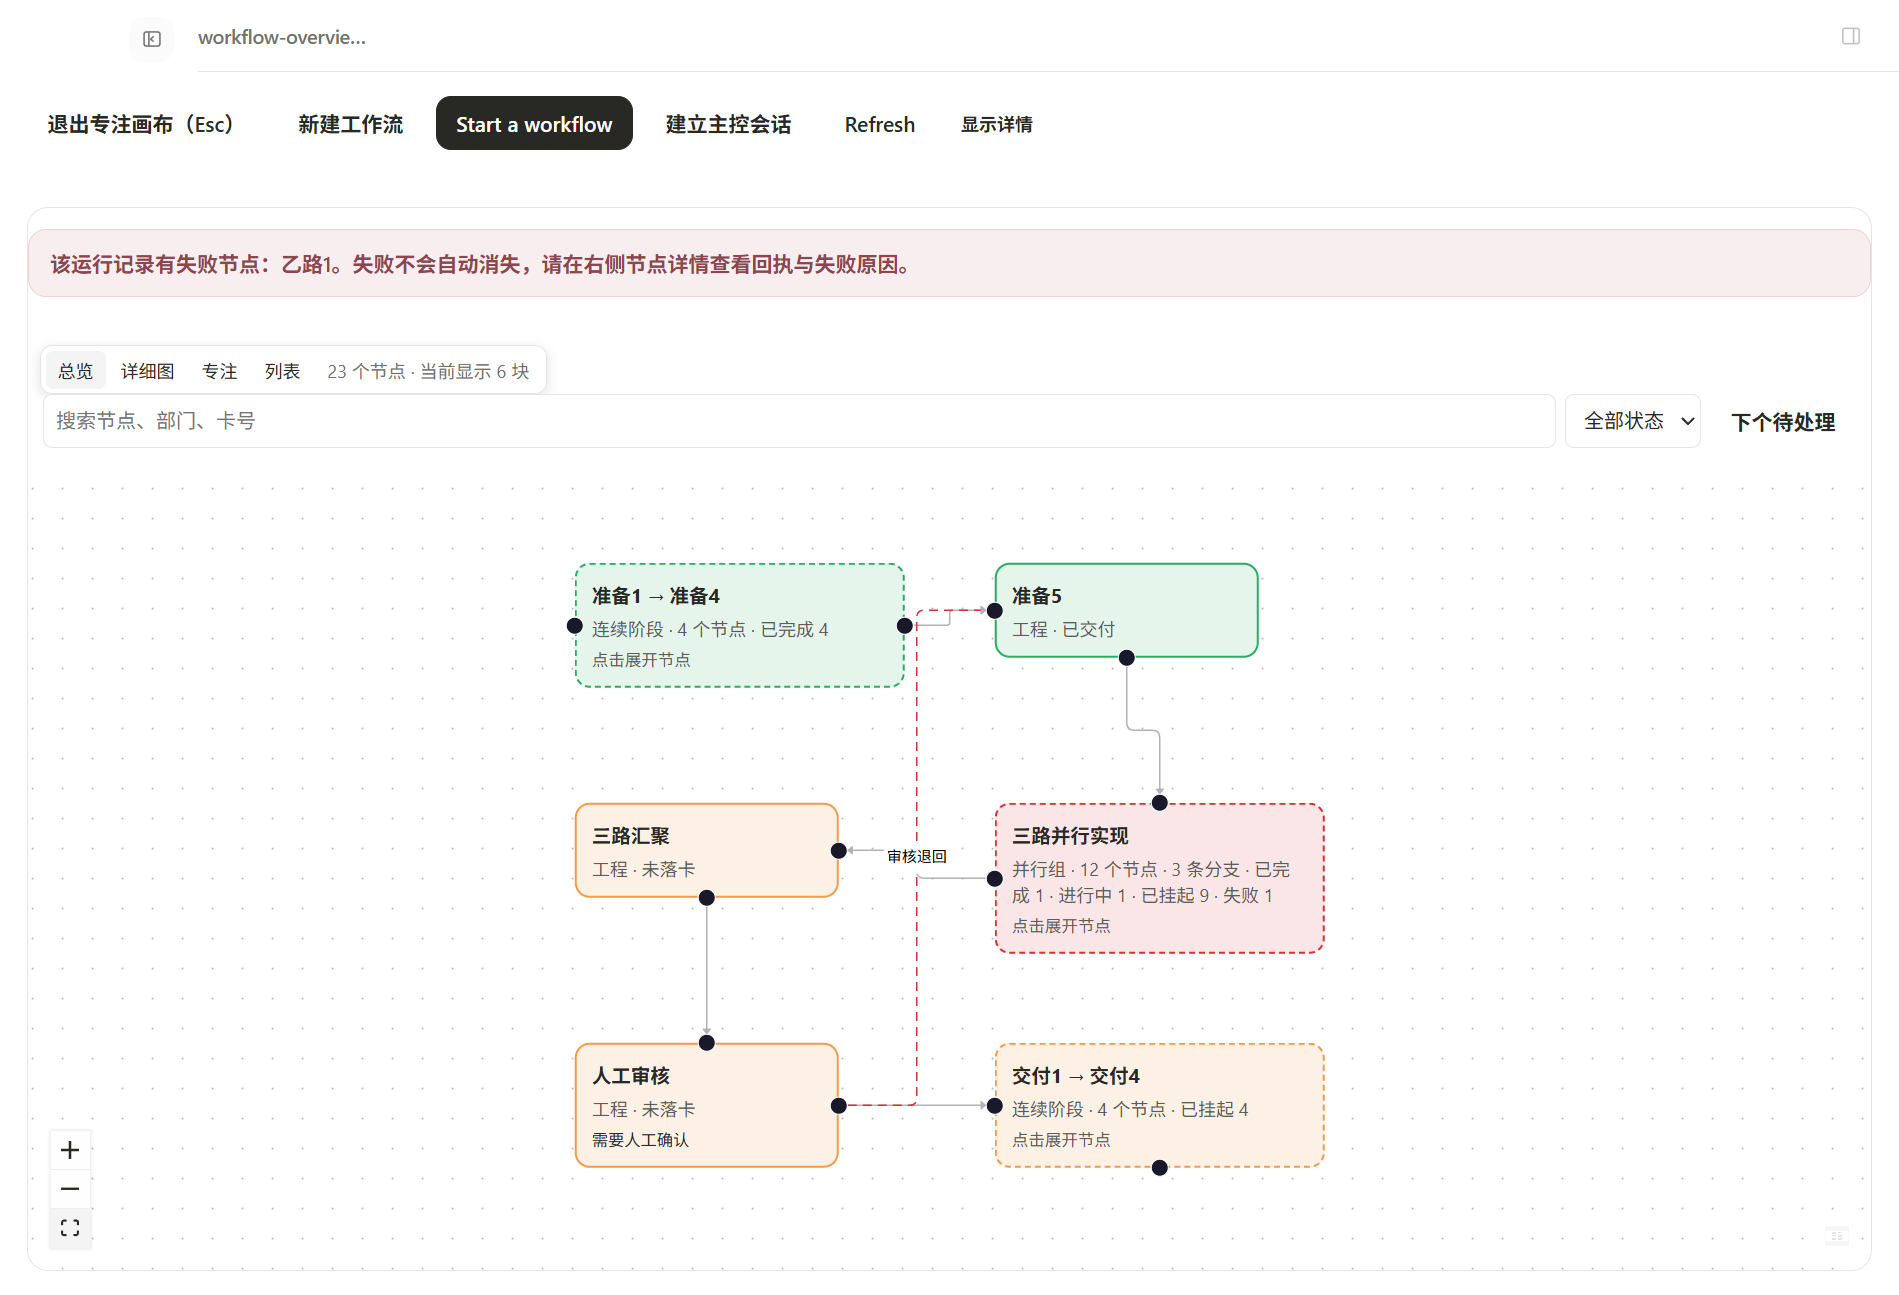 workflow-overvie...
退出专注画布（Esc）
新建工作流
Start a workflow
建立主控会话
Refresh
显示详情
该运行记录有失败节点：乙路1。失败不会自动消失，请在右侧节点详情查看回执与失败原因。
总览
详细图
专注
列表
23 个节点 · 当前显示 6 块
搜索节点、部门、卡号
全部状态
下个待处理
准备1 → 准备4
连续阶段 · 4 个节点 · 已完成 4
点击展开节点
准备5
工程 · 已交付
三路汇聚
工程 · 未落卡
审核退回
三路并行实现
并行组 · 12 个节点 · 3 条分支 · 已完
成 1 · 进行中 1 · 已挂起 9 · 失败 1
点击展开节点
人工审核
工程 · 未落卡
需要人工确认
交付1 → 交付4
连续阶段 · 4 个节点 · 已挂起 4
点击展开节点